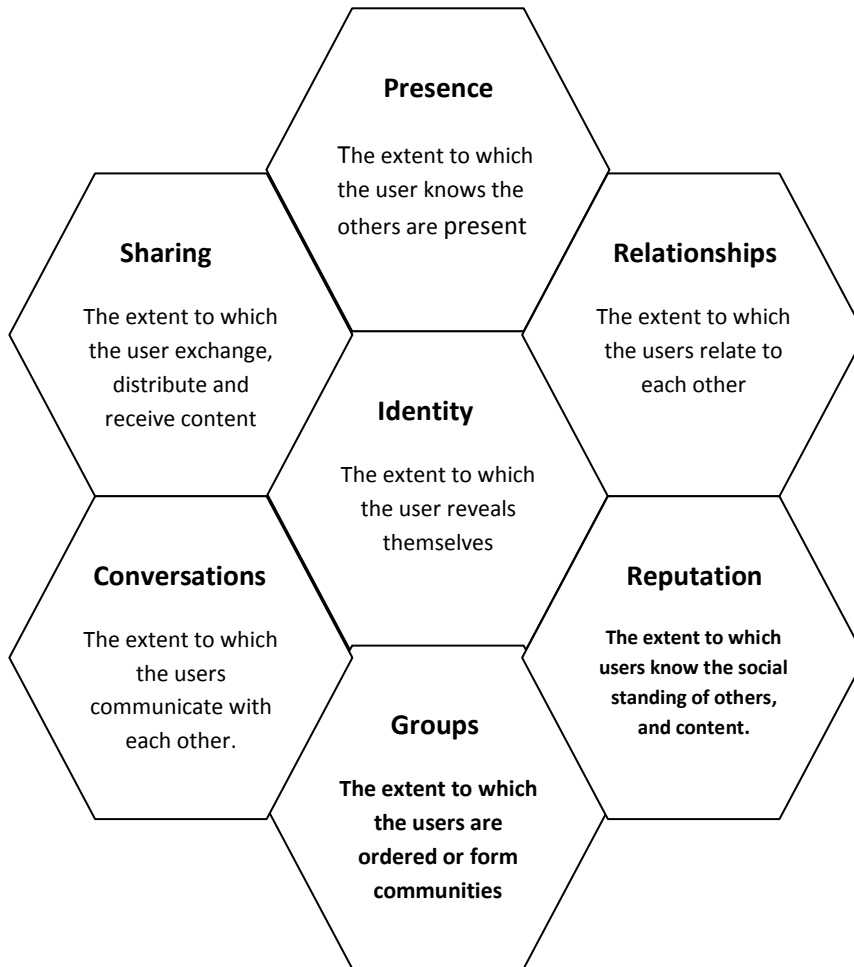 Presence
The extent to which
the user knows the
others are present
Sharing
The extent to which
the user exchange,
distribute and
receive content
Relationships
The extent to which
the users relate to
each other
Identity
The extent to which
the user reveals
themselves
Conversations
The extent to which
the users
communicate with
each other.
Reputation
The extent to which
users know the social
standing of others,
and content.
Groups
The extent to which
the users are
ordered or form
communities